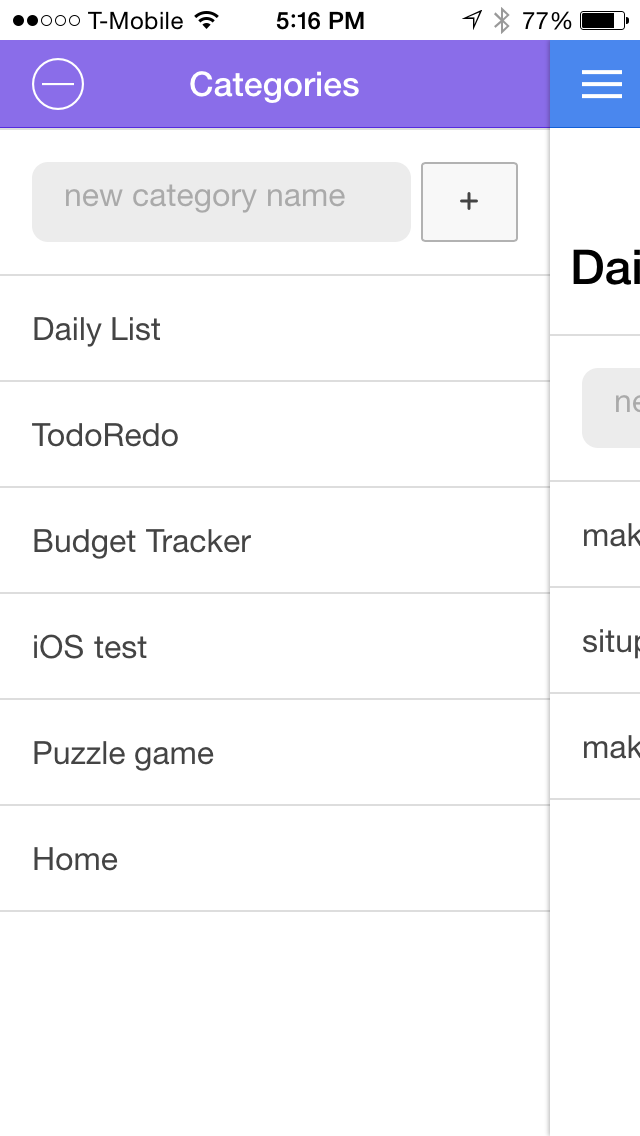 T-Mobile 5:16 PM 77%
Categories
new category name +
Dai
Daily List
ne
TodoRedo
Budget Tracker
mak
iOS test
situp
Puzzle game
mak
Home